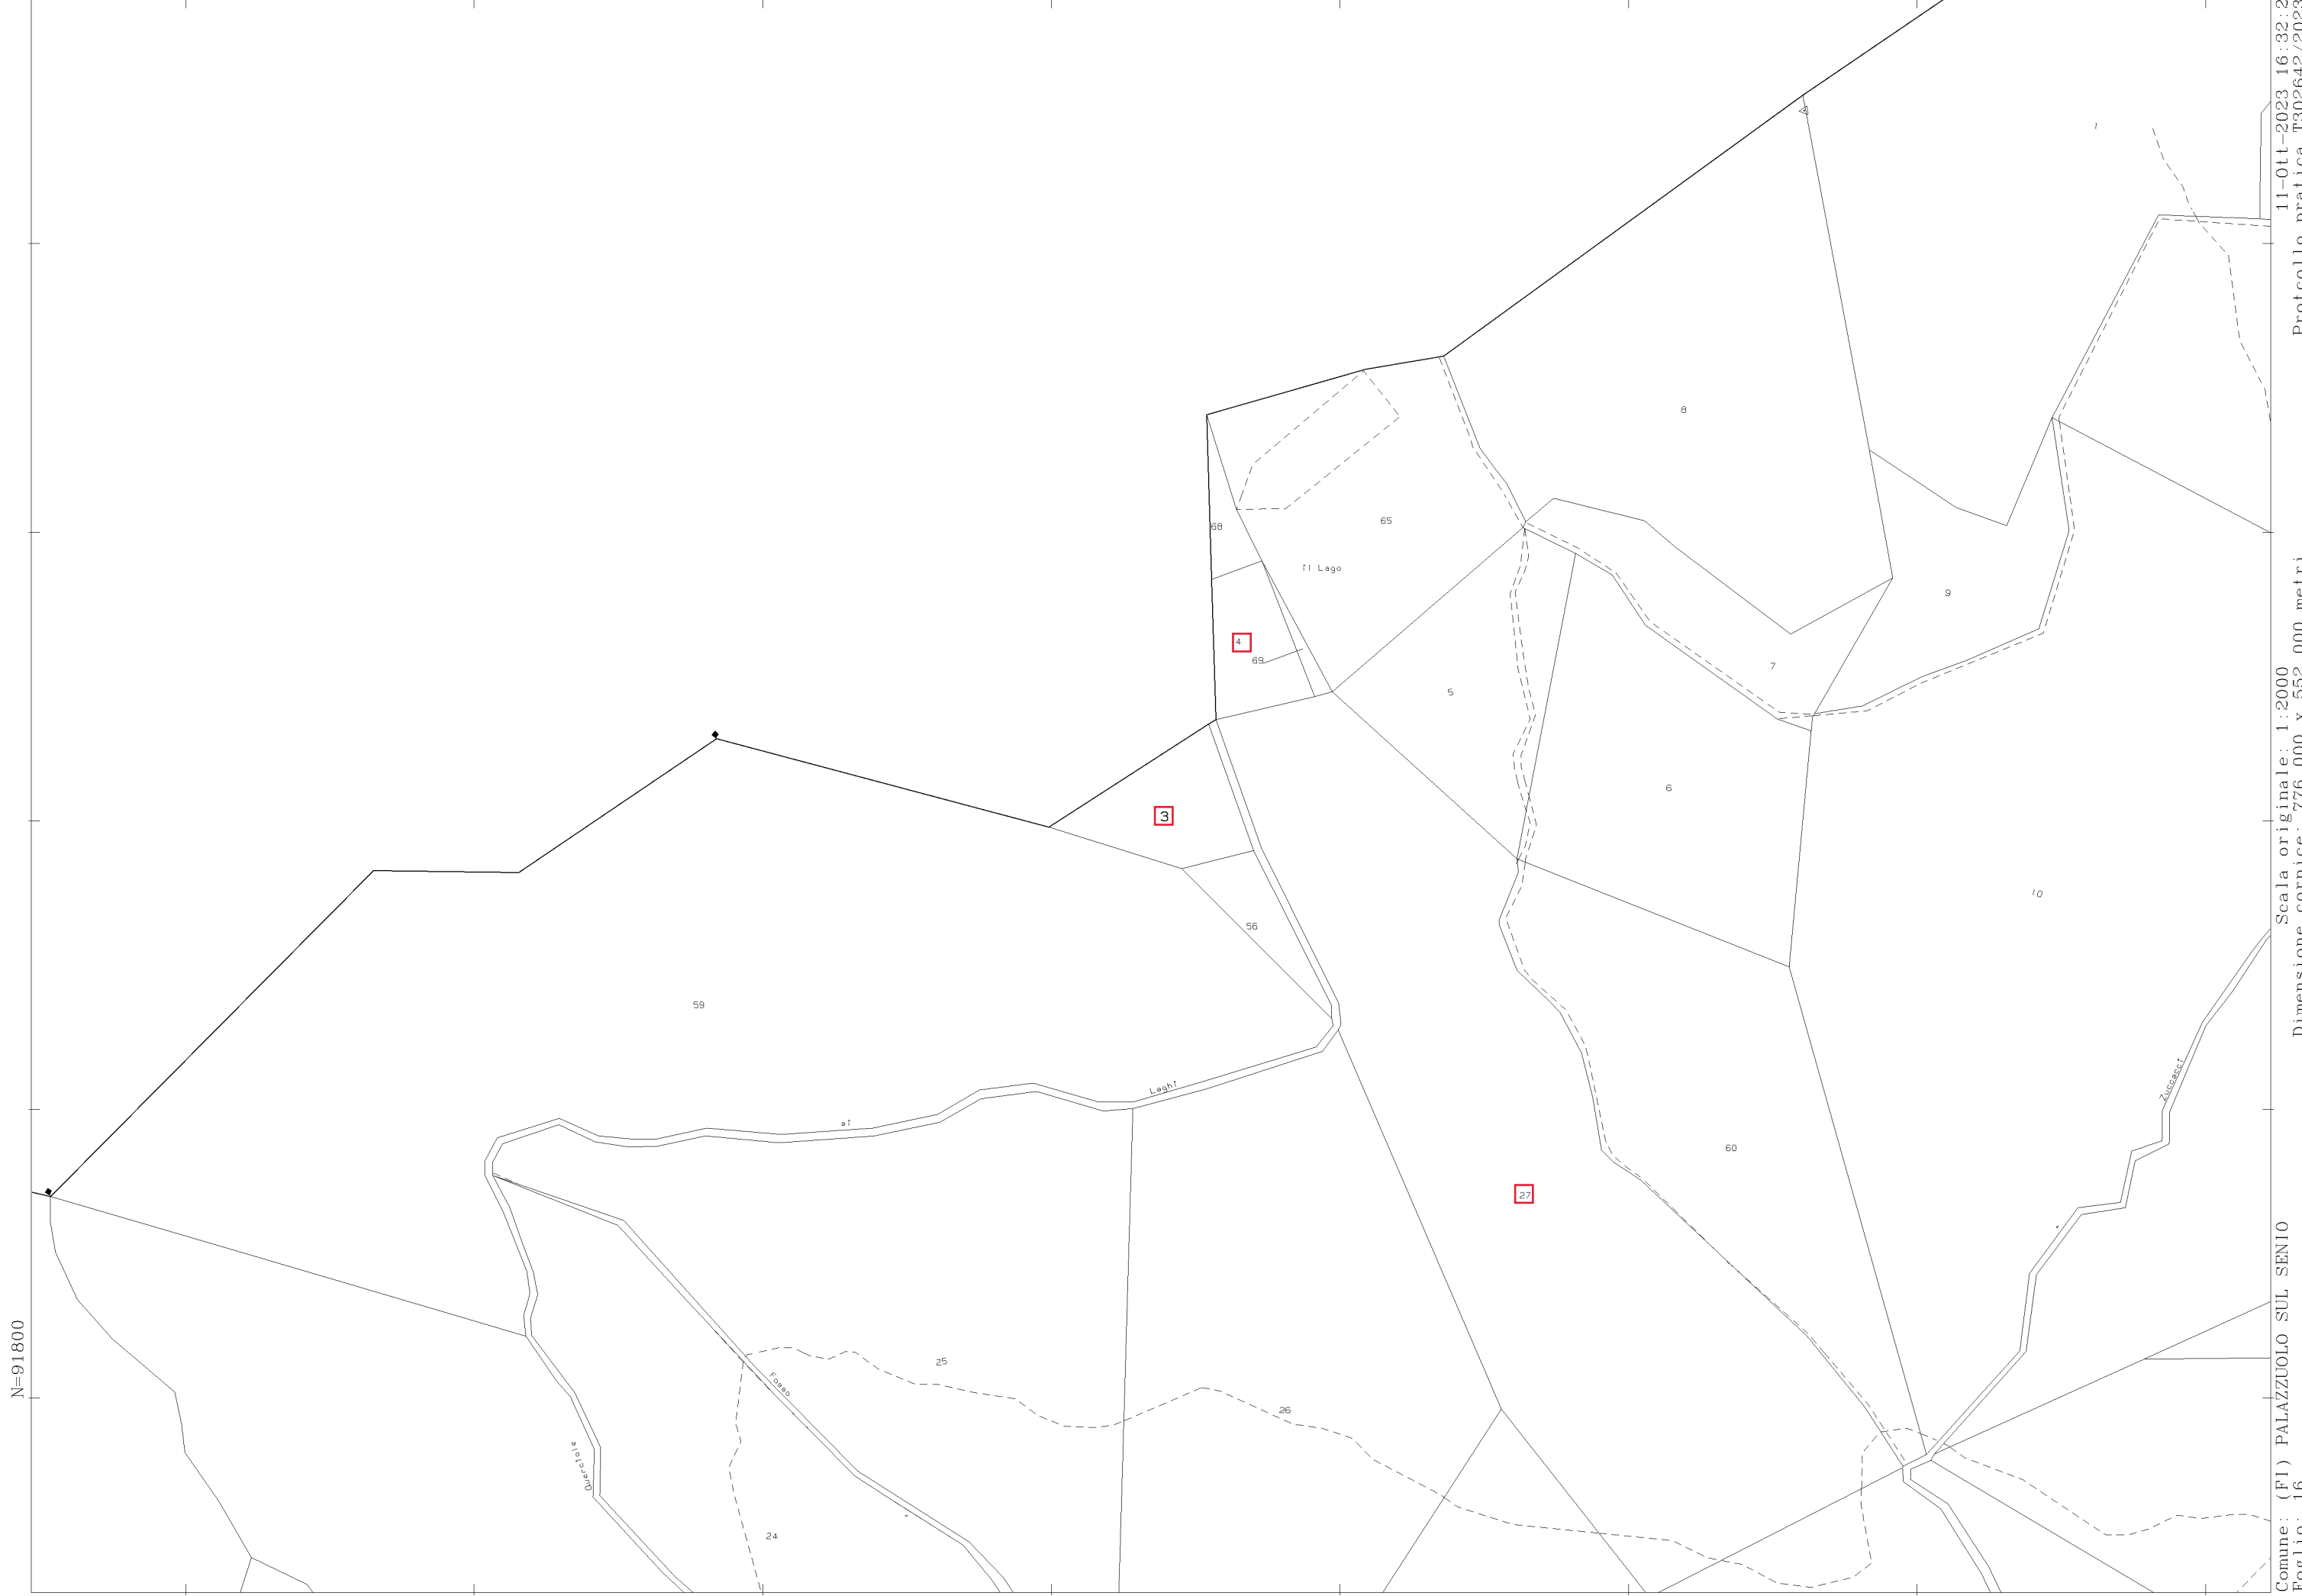 1
8
65
68
il Lago
9
4
69
7
5
6
3
10
56
59
Zuccacci
Laghi
ai
60
27
25
Fosso
26
Quercitola
24
N=91800
Comune: (FI) PALAZZUOLO SUL SENIO
Foglio: 16
Scala originale: 1:2000
Dimensione cornice: 776.000 x 552.000 metri
11-Ott-2023 16:32:2
Protocollo pratica T302642/2023